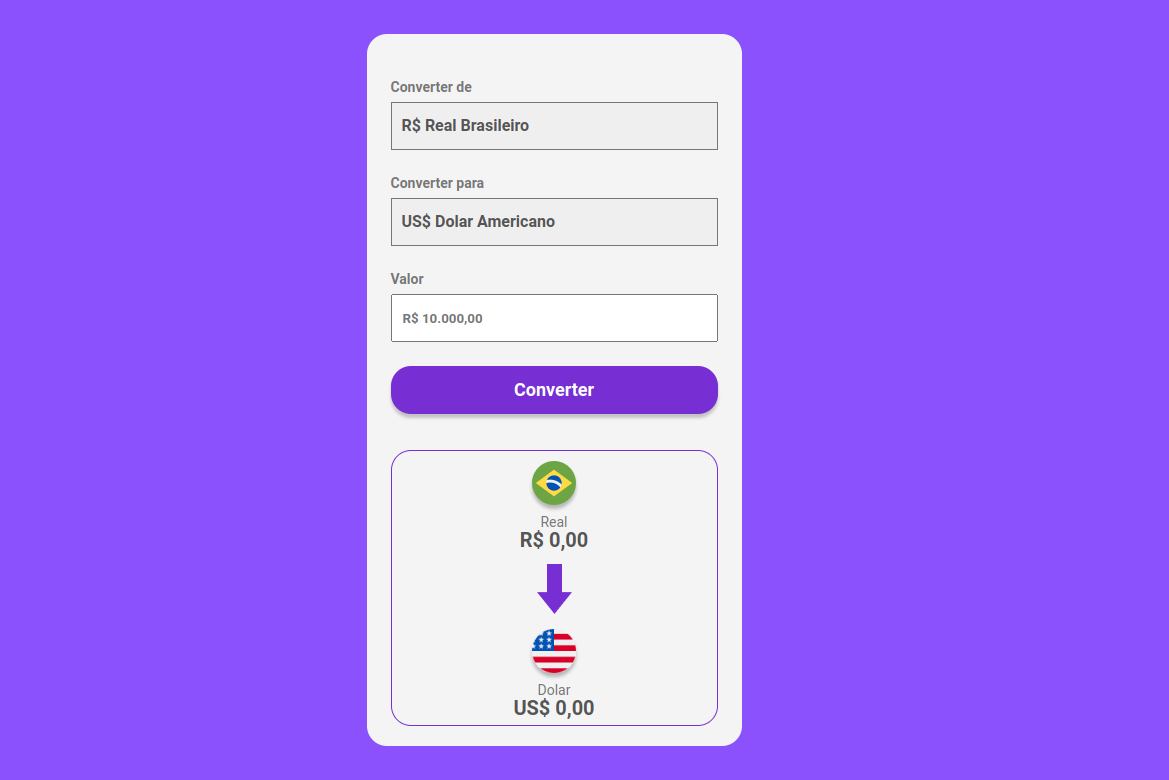 Converter de
R$ Real Brasileiro
Converter para
US$ Dolar Americano
Valor
R$ 10.000,00
Converter
Real
R$ 0,00
Dolar
US$ 0,00